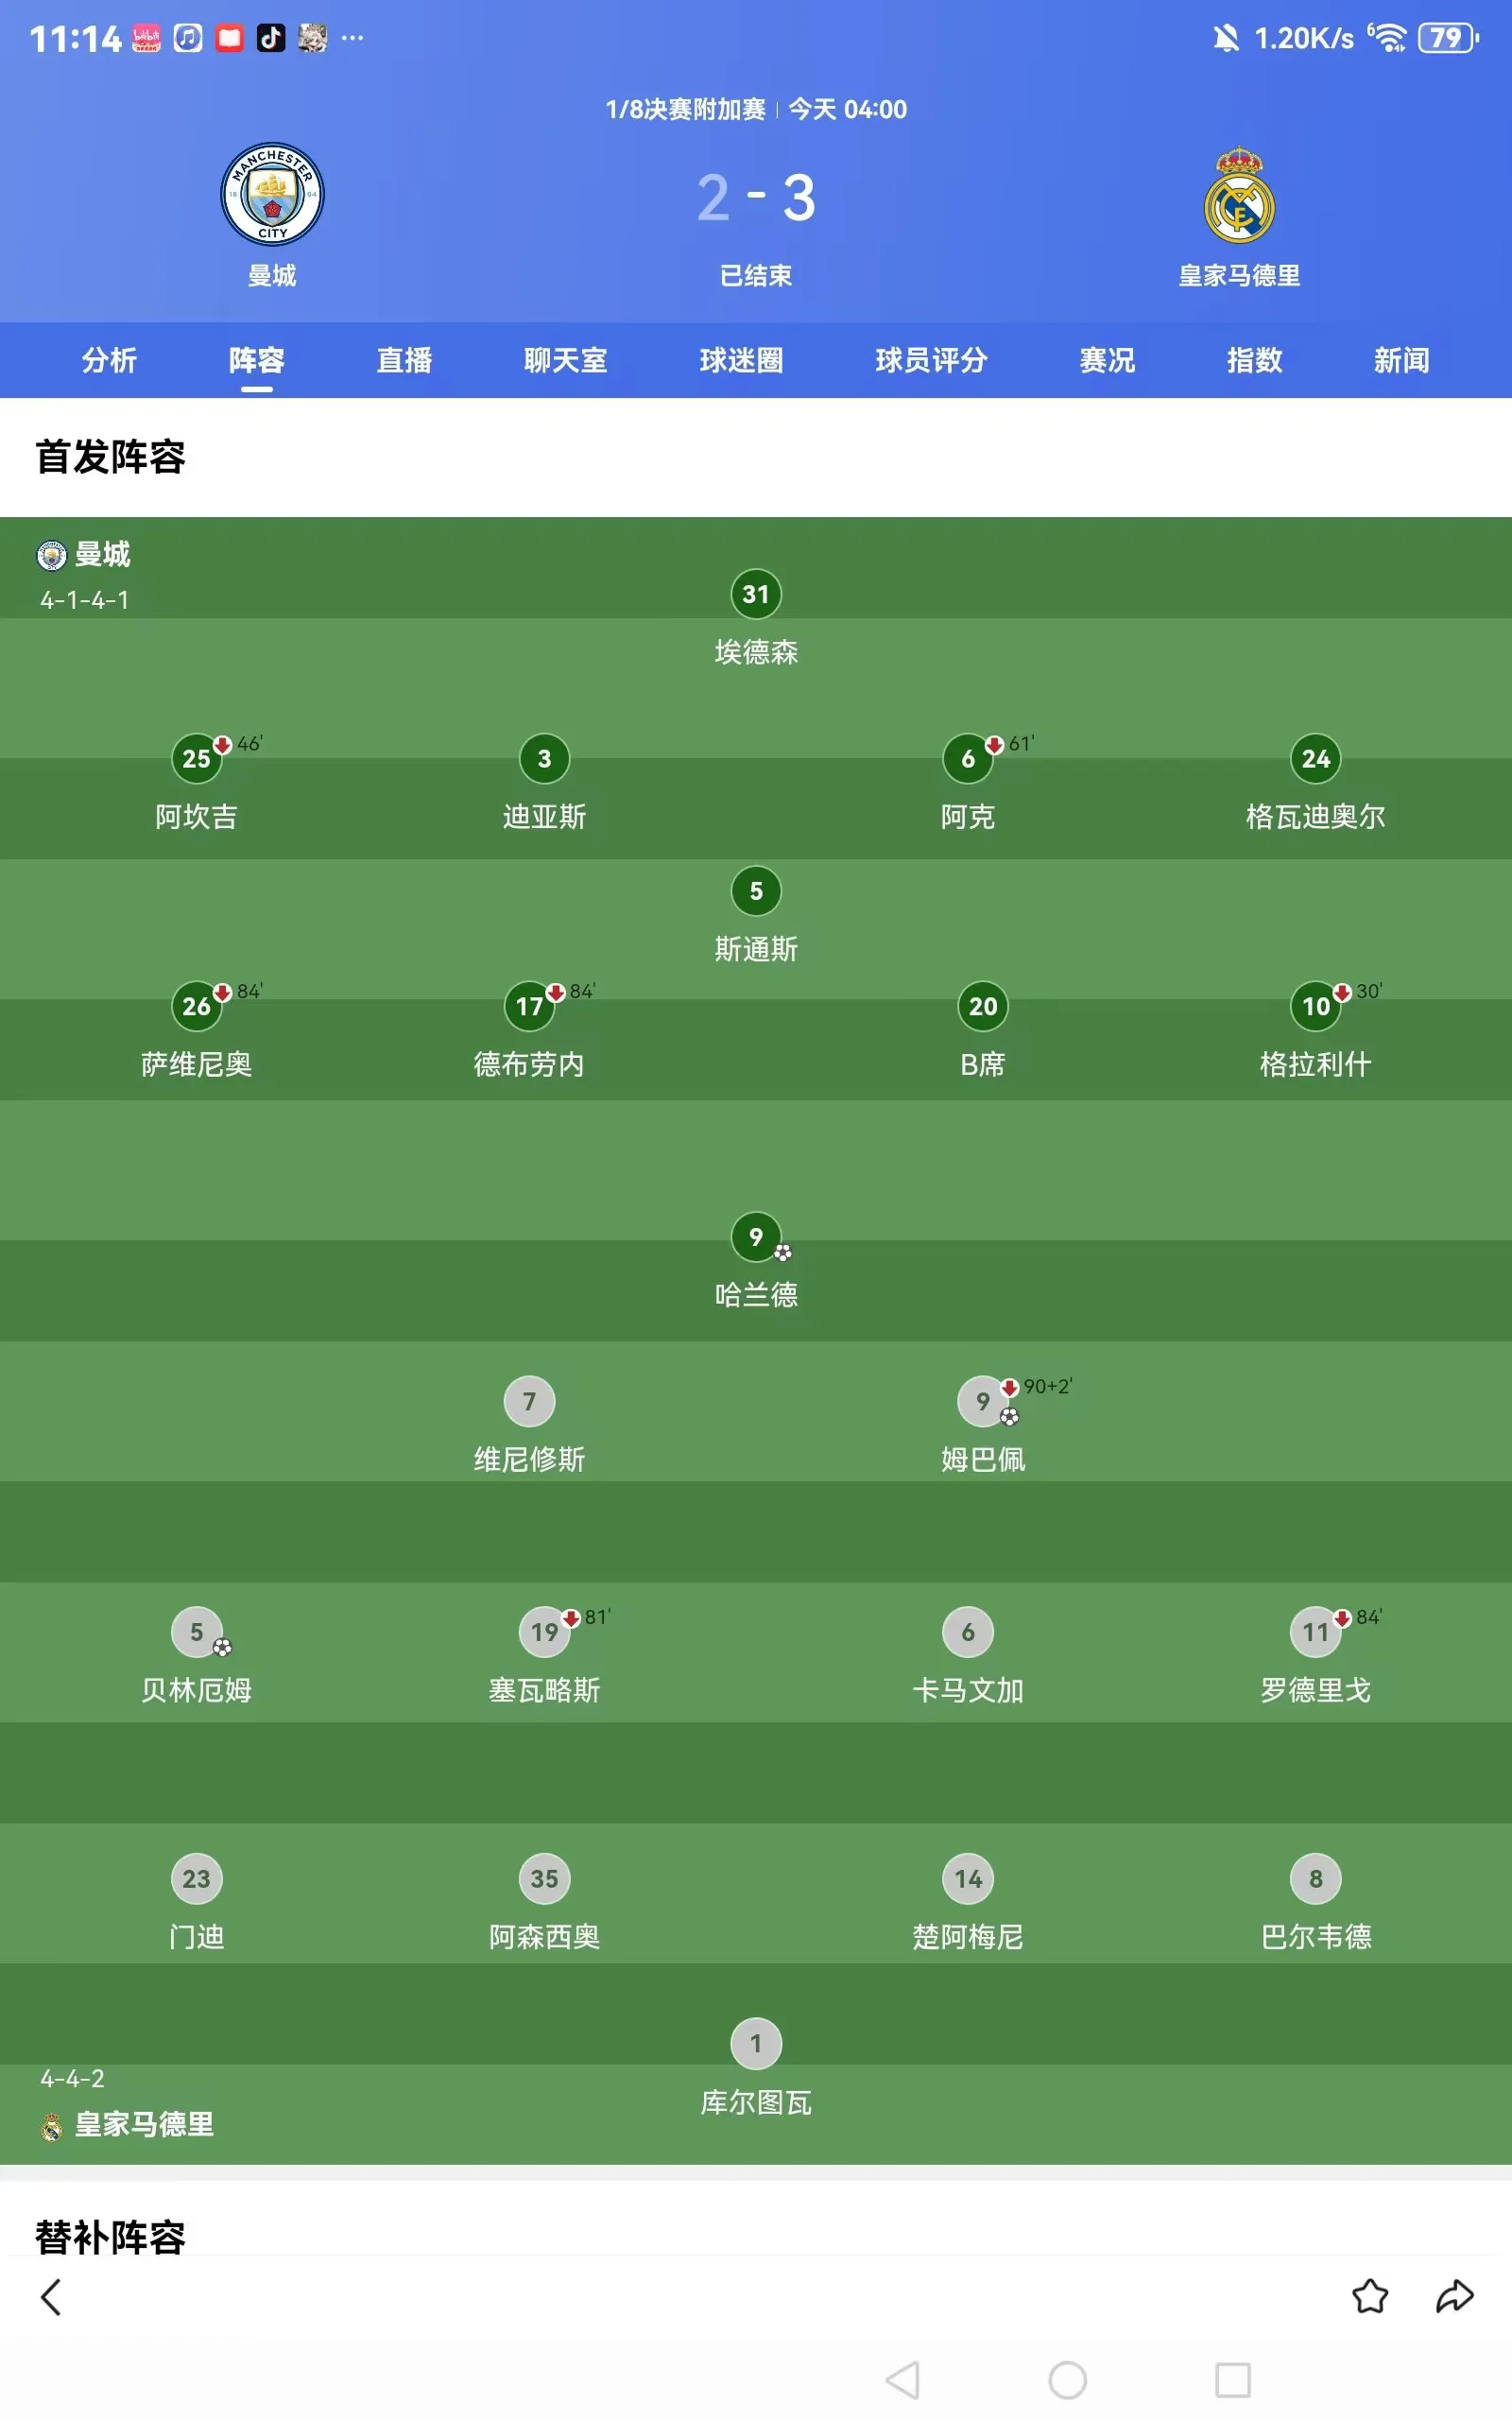 11:14 bilibili ... 1.20K/s 6 79
1/8决赛附加赛 | 今天 04:00
MANCHESTER
18 94
CITY
2 - 3
曼城 已结束 皇家马德里
分析 阵容 直播 聊天室 球迷圈 球员评分 赛况 指数 新闻
首发阵容
曼城
4-1-4-1
31
埃德森
25 46' 3 6 61' 24
阿坎吉 迪亚斯 阿克 格瓦迪奥尔
5
斯通斯
26 84' 17 84' 20 10 30'
萨维尼奥 德布劳内 B席 格拉利什
9
哈兰德
7 9 90+2'
维尼修斯 姆巴佩
5 19 81' 6 11 84'
贝林厄姆 塞瓦略斯 卡马文加 罗德里戈
23 35 14 8
门迪 阿森西奥 楚阿梅尼 巴尔韦德
1
库尔图瓦
4-4-2
皇家马德里
替补阵容